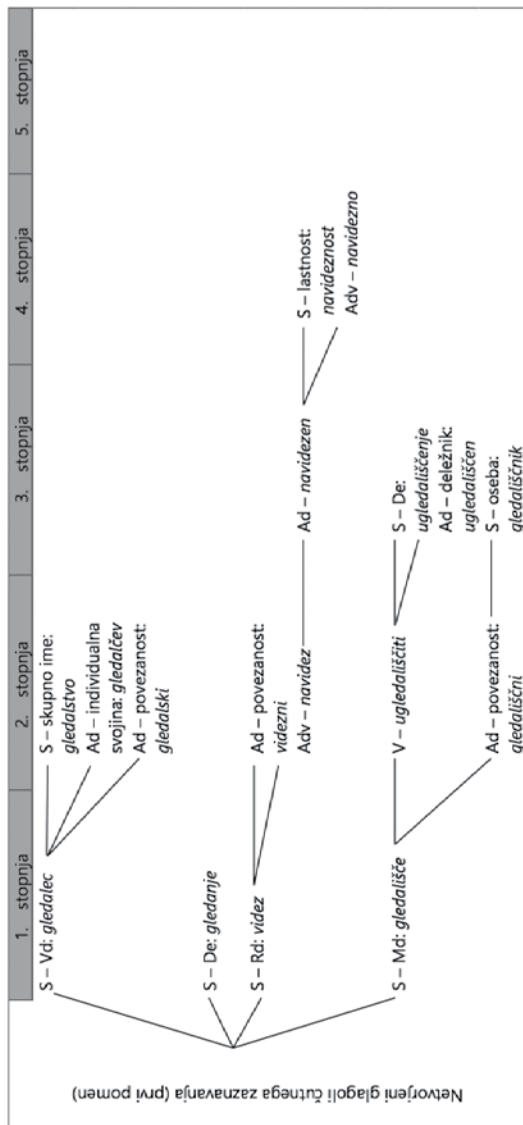 1. stopnja 2. stopnja 3. stopnja 4. stopnja 5. stopnja
Netvorjeni glagoli čutnega zaznavanja (prvi pomen)
S – Vd: gledalec
S – skupno ime:
gledalstvo
Ad – individualna
svojina: gledalčev
Ad – povezanost:
gledalski
S – De: gledanje
S – Rd: videz
Ad – povezanost:
videzni
Adv – navidez
Ad – navidezen
S – lastnost:
navideznost
Adv – navidezno
S – Md: gledališče
V – ugledališčiti
S – De:
ugledališčenje
Ad – deležnik:
ugledališčen
Ad – povezanost:
gledališčni
S – oseba:
gledališčnik